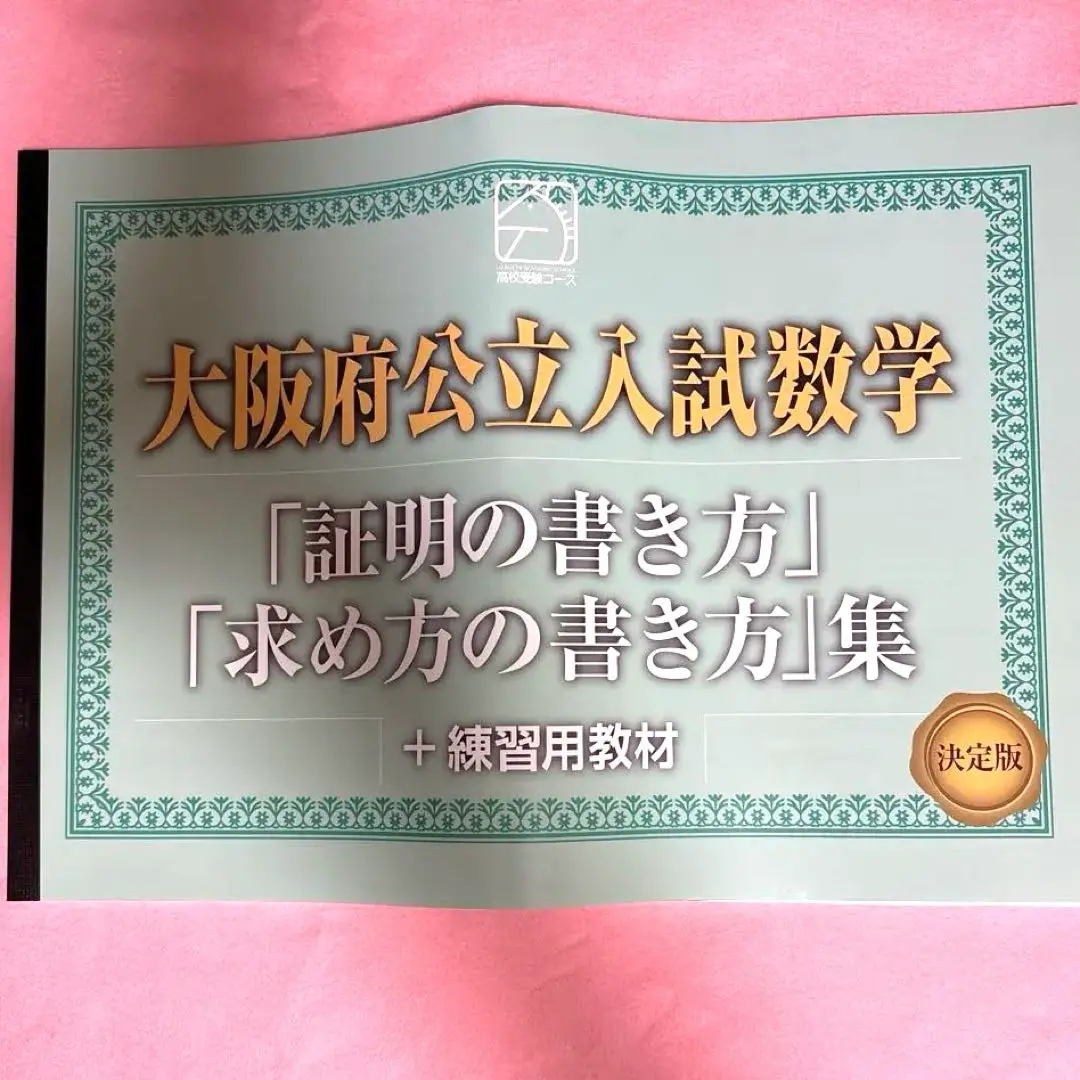 高校受験コース
大阪府公立入試数学
「証明の書き方」
「求め方の書き方」集
＋練習用教材
決定版